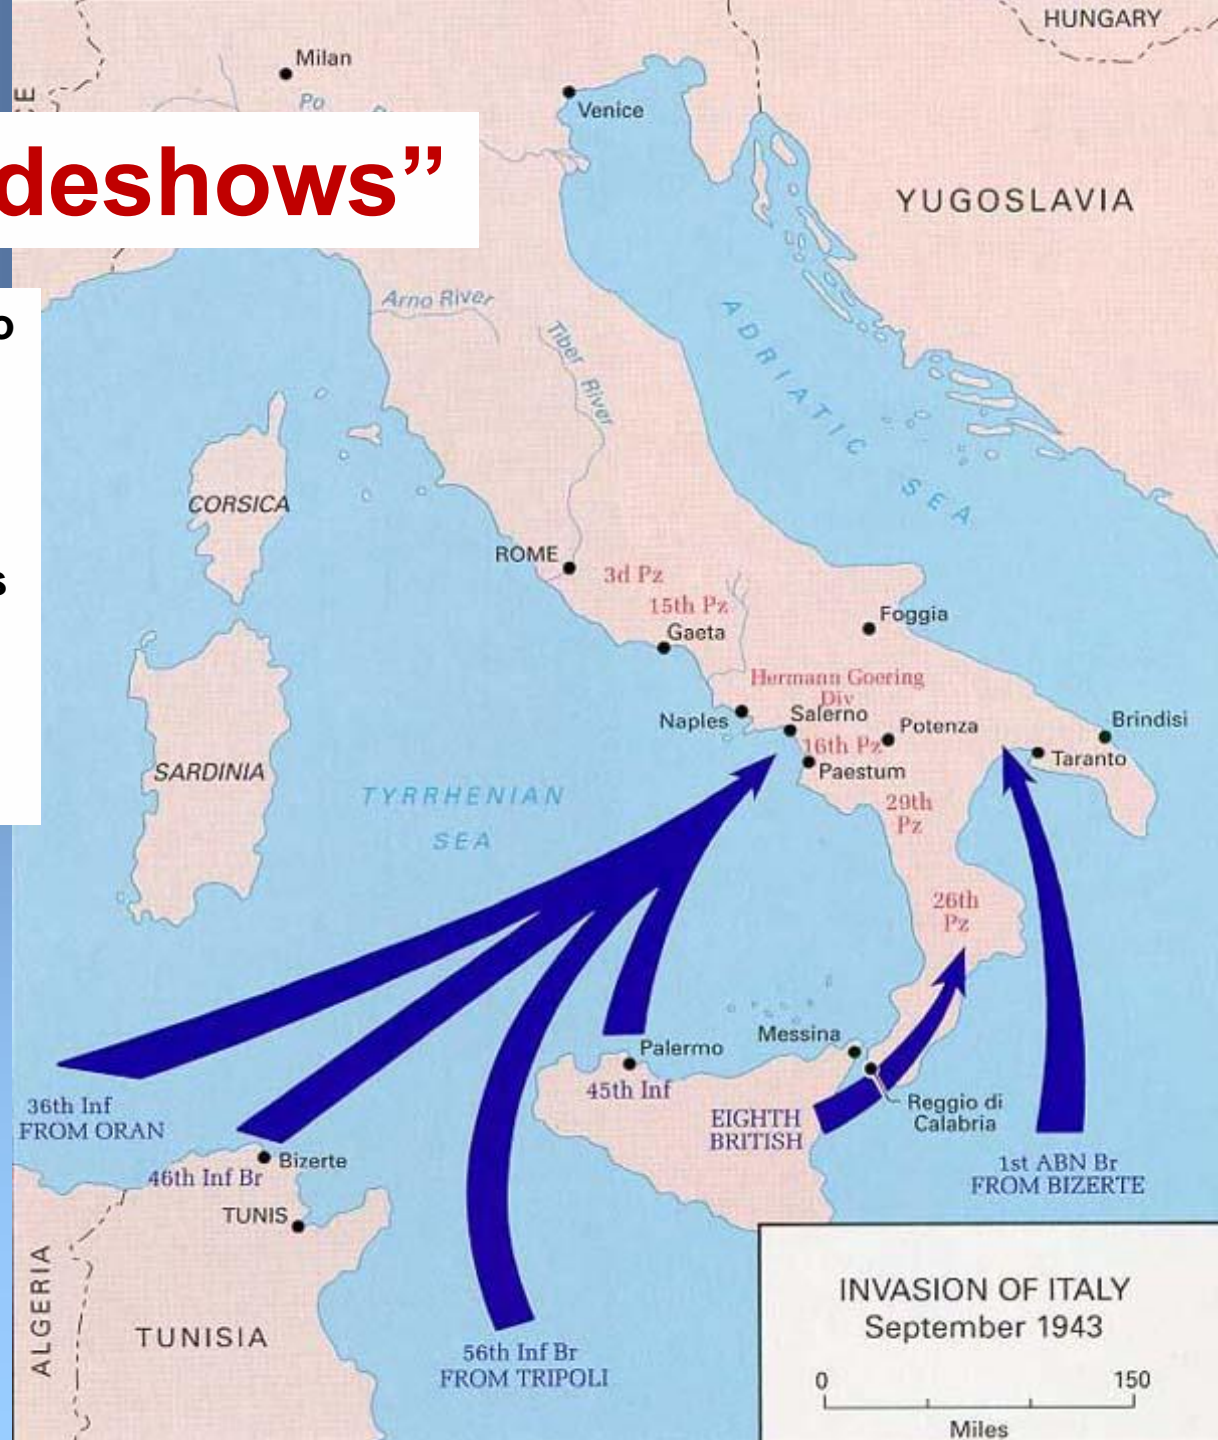 HUNGARY
Milan
Po
Venice
deshows”
YUGOSLAVIA
Arno River
Tiber River
ADRIATIC SEA
CORSICA
ROME
3d Pz
15th Pz
Gaeta
Foggia
Hermann Goering
Div
Naples
Salerno
Potenza
Brindisi
16th Pz
Taranto
Paestum
SARDINIA
TYRRHENIAN
SEA
29th
Pz
26th
Pz
Messina
Palermo
45th Inf
36th Inf
FROM ORAN
EIGHTH
BRITISH
Reggio di
Calabria
Bizerte
46th Inf Br
1st ABN Br
FROM BIZERTE
TUNIS
ALGERIA
TUNISIA
56th Inf Br
FROM TRIPOLI
INVASION OF ITALY
September 1943
0 150
Miles